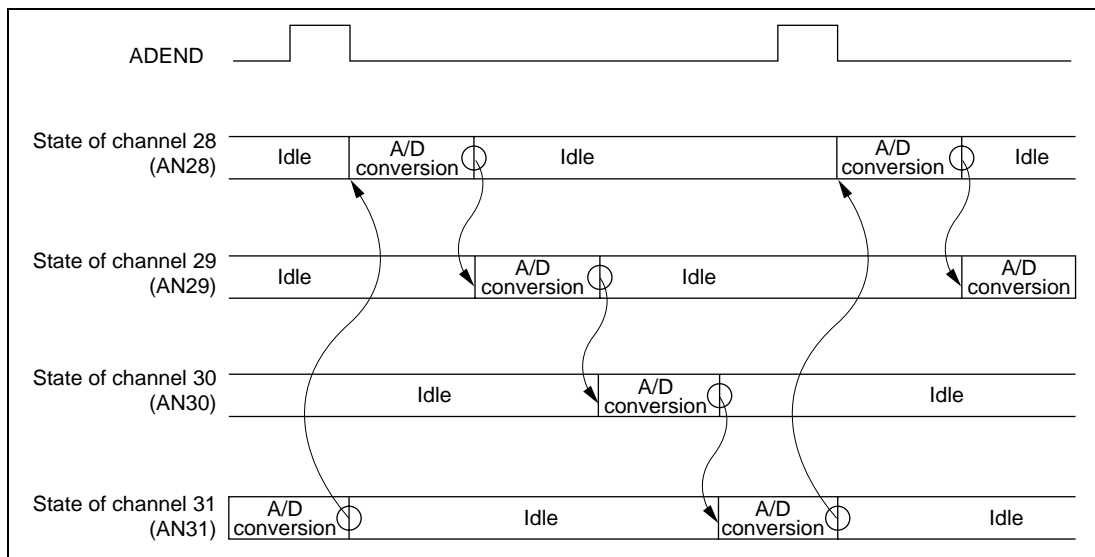 ADEND
State of channel 28
(AN28)
Idle
A/D
conversion
Idle
A/D
conversion
Idle
State of channel 29
(AN29)
Idle
A/D
conversion
Idle
A/D
conversion
State of channel 30
(AN30)
Idle
A/D
conversion
Idle
State of channel 31
(AN31)
A/D
conversion
Idle
A/D
conversion
Idle